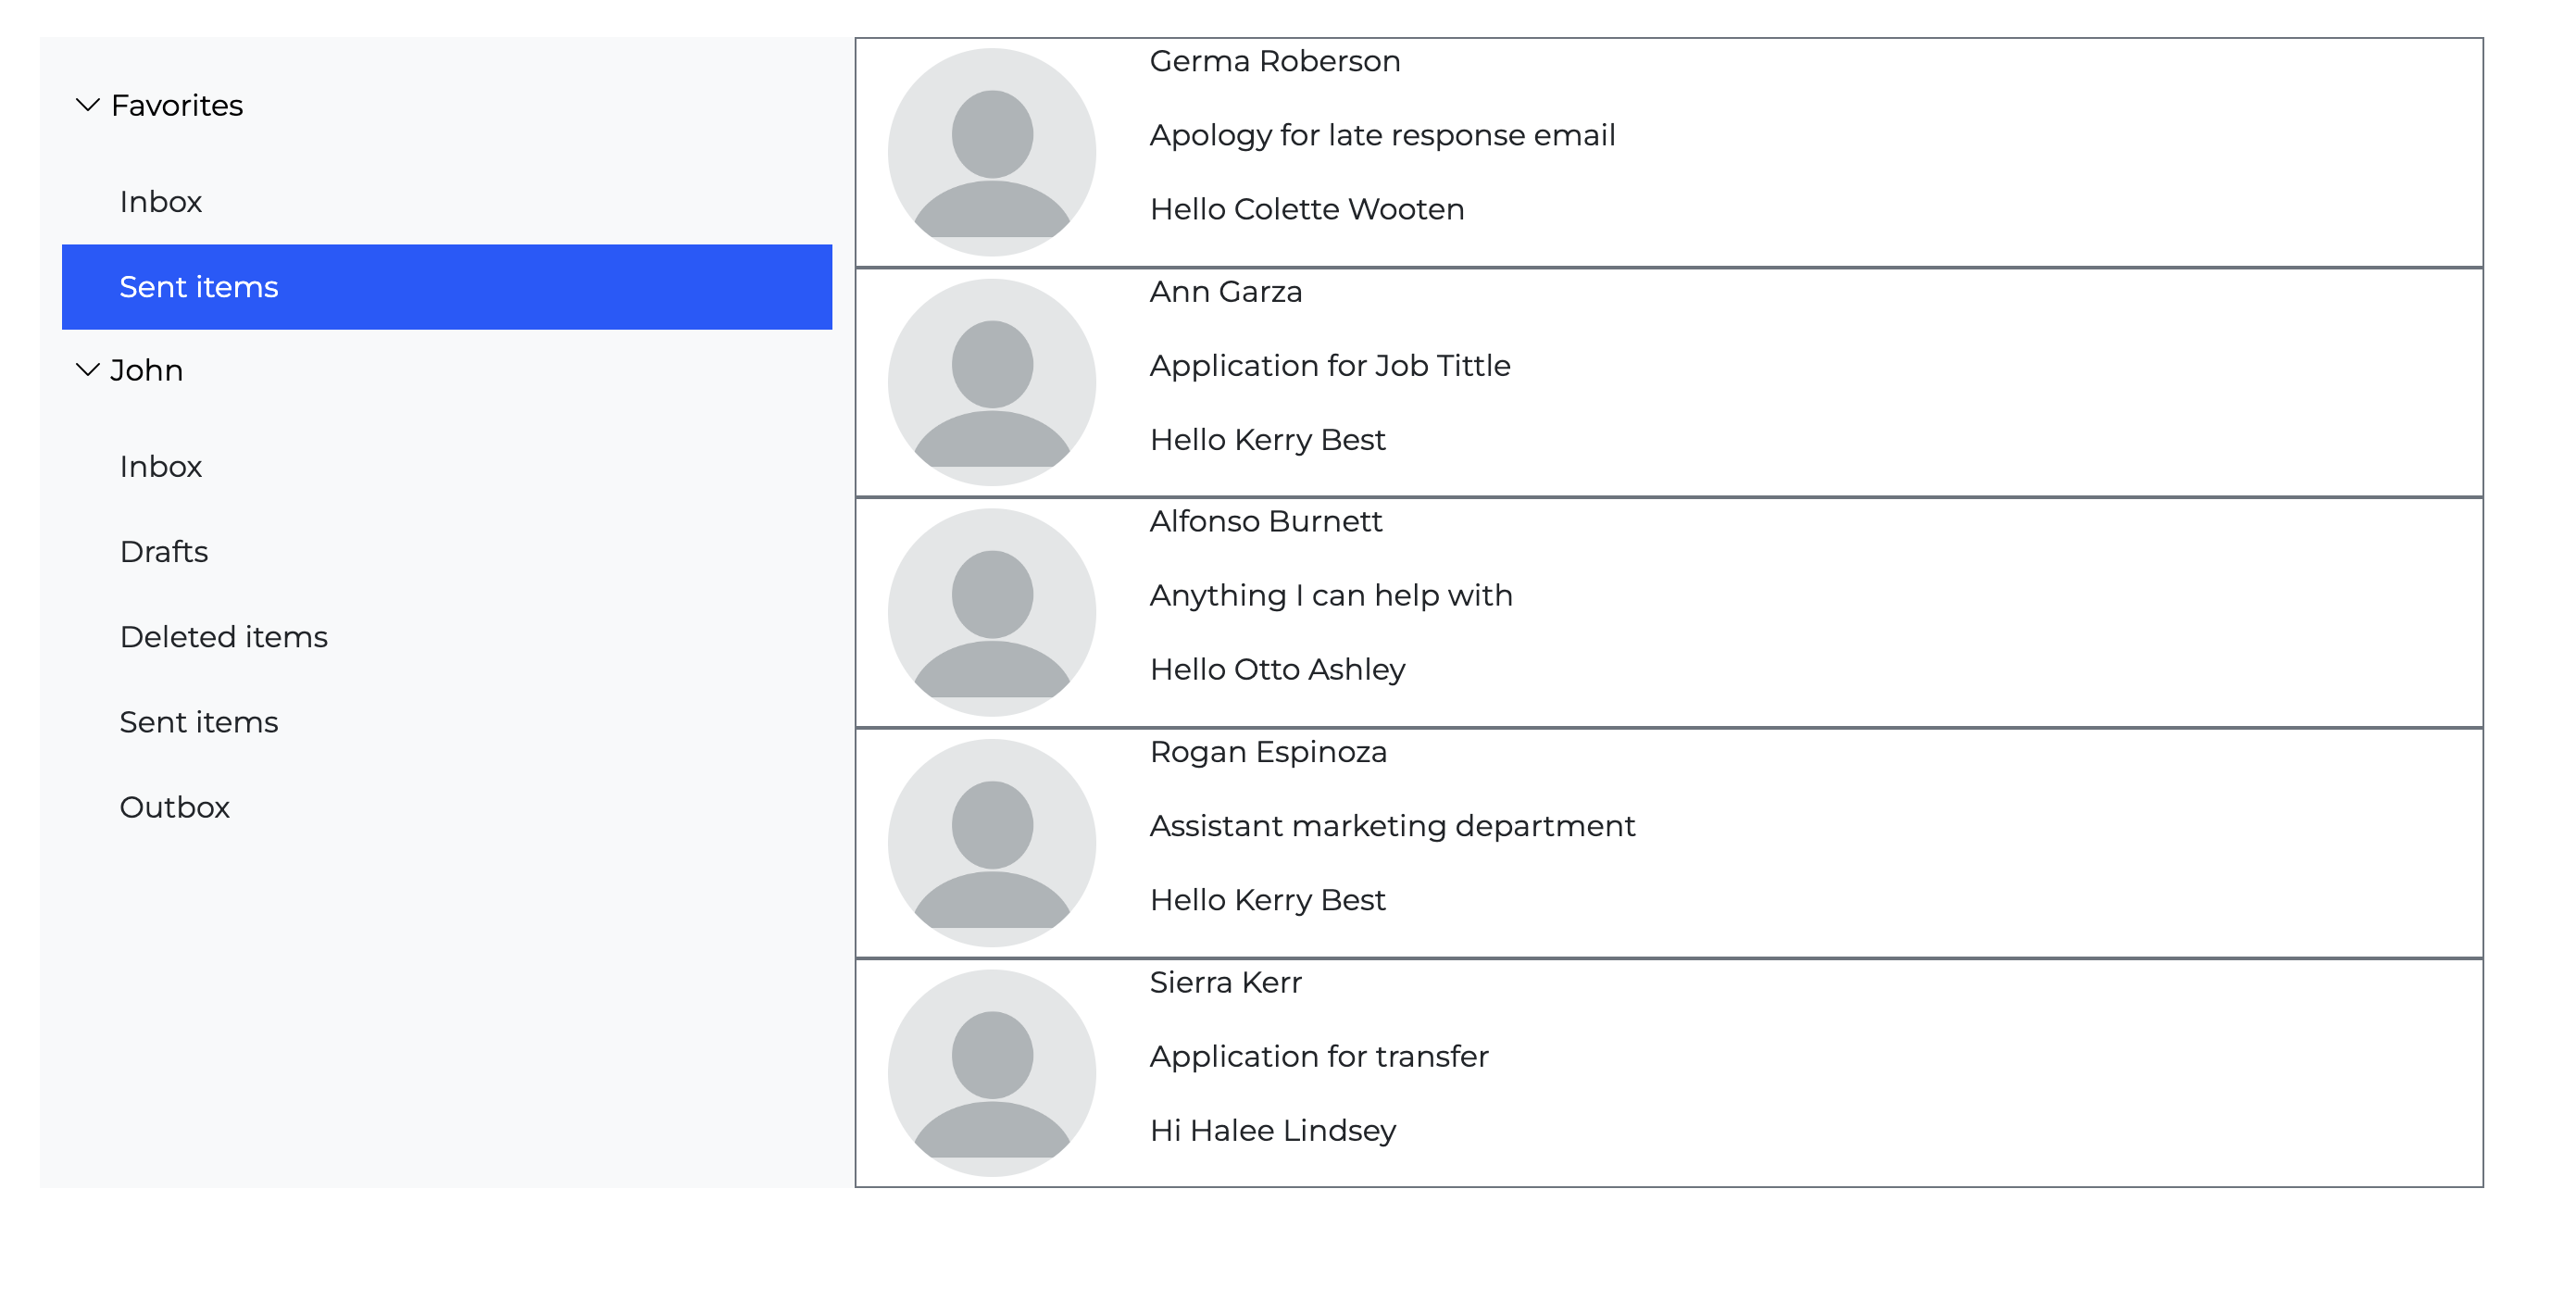 Favorites
Inbox
Sent items
John
Inbox
Drafts
Deleted items
Sent items
Outbox
Germa Roberson
Apology for late response email
Hello Colette Wooten
Ann Garza
Application for Job Tittle
Hello Kerry Best
Alfonso Burnett
Anything I can help with
Hello Otto Ashley
Rogan Espinoza
Assistant marketing department
Hello Kerry Best
Sierra Kerr
Application for transfer
Hi Halee Lindsey